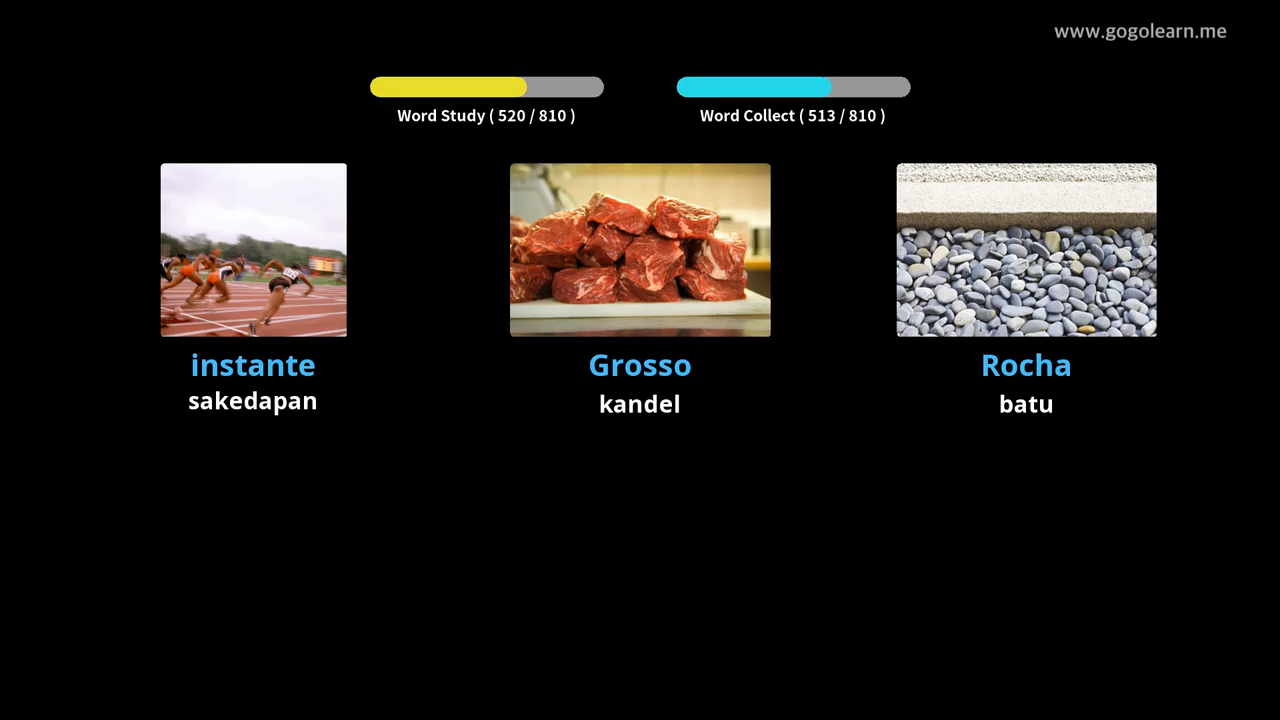 www.gogolearn.me
Word Study ( 520 / 810 )
Word Collect ( 513 / 810 )
instante
sakedapan
Grosso
kandel
Rocha
batu